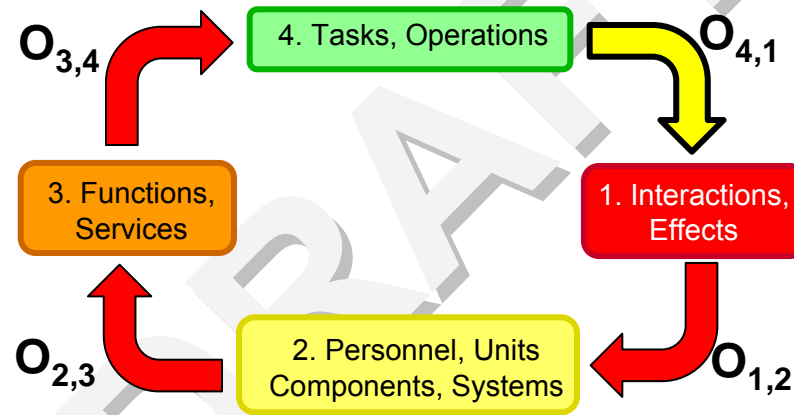 O3,4
4. Tasks, Operations
O4,1
3. Functions,
Services
1. Interactions,
Effects
O2,3
2. Personnel, Units
Components, Systems
O1,2
DRAFT